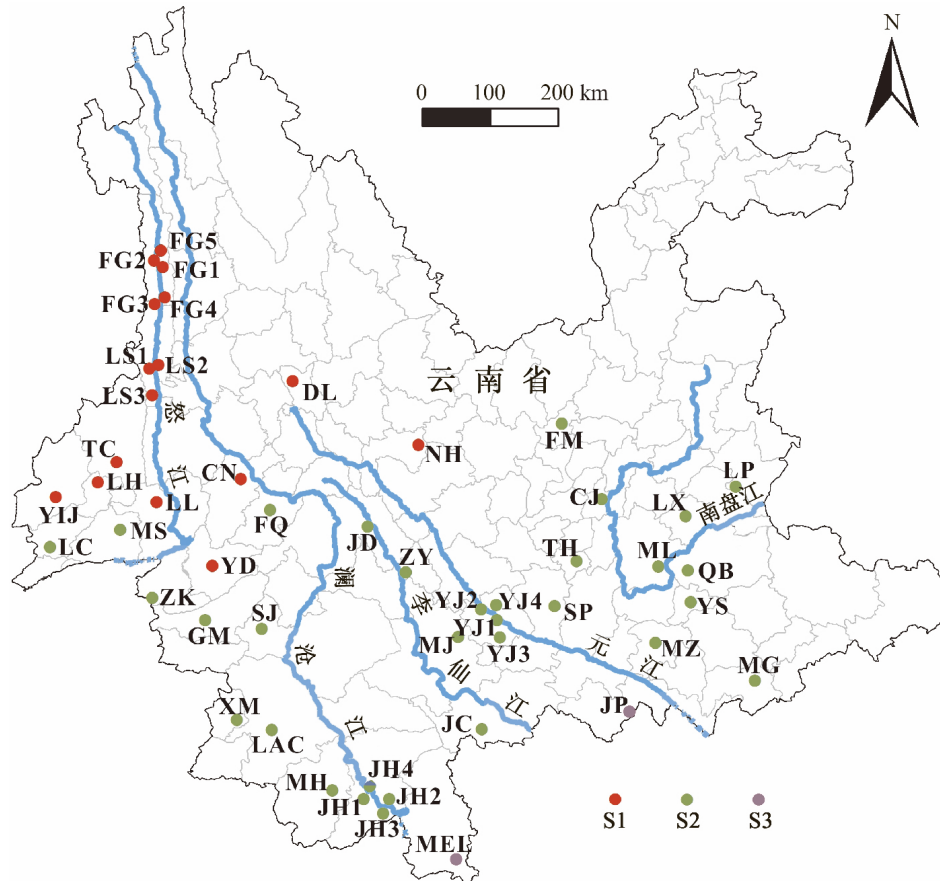 N
0 100 200 km
FG5
FG2
FG1
FG3
FG4
LS1
LS2
LS3
怒江
DL
云南省
TC
LH
YIJ
LL
CN
NH
FM
CJ
LX
LP
南盘江
MS
LC
FQ
JD
ZY
TH
ML
QB
YD
澜沧江
李仙江
ZK
GM
SJ
YJ2
YJ4
YJ1
YJ3
MJ
SP
元江
YS
MZ
MG
XM
LAC
JC
JP
MH
JH4
JH1
JH2
JH3
MEL
S1
S2
S3